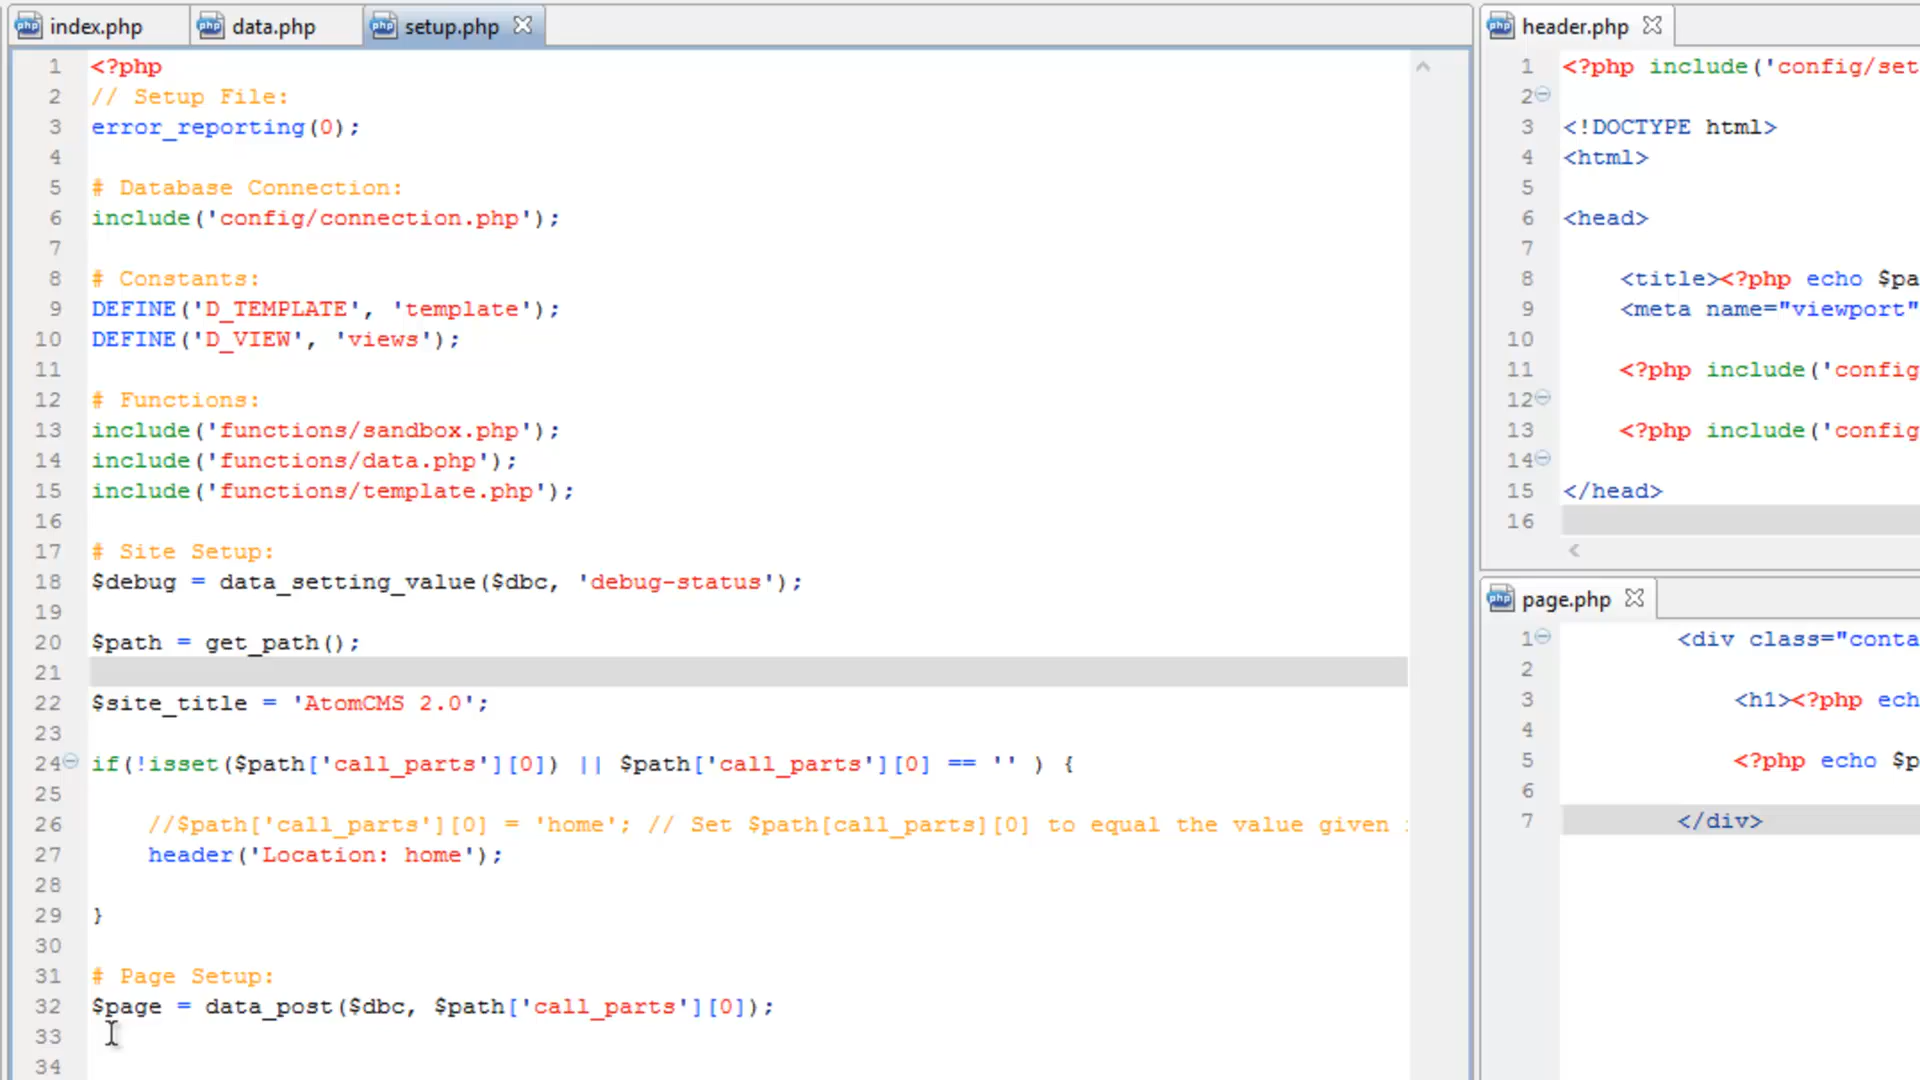 index.php
data.php
setup.php
1 <?php
2 // Setup File:
3 error_reporting(0);
4
5 # Database Connection:
6 include('config/connection.php');
7
8 # Constants:
9 DEFINE('D_TEMPLATE', 'template');
10 DEFINE('D_VIEW', 'views');
11
12 # Functions:
13 include('functions/sandbox.php');
14 include('functions/data.php');
15 include('functions/template.php');
16
17 # Site Setup:
18 $debug = data_setting_value($dbc, 'debug-status');
19
20 $path = get_path();
21
22 $site_title = 'AtomCMS 2.0';
23
24 if(!isset($path['call_parts'][0]) || $path['call_parts'][0] == '' ) {
25
26 //$path['call_parts'][0] = 'home'; // Set $path[call_parts][0] to equal the value given
27 header('Location: home');
28
29 }
30
31 # Page Setup:
32 $page = data_post($dbc, $path['call_parts'][0]);
33
34
header.php
1 <?php include('config/set
2
3 <!DOCTYPE html>
4 <html>
5
6 <head>
7
8 <title><?php echo $pa
9 <meta name="viewport"
10
11 <?php include('config
12
13 <?php include('config
14
15 </head>
16
page.php
1 <div class="conta
2
3 <h1><?php ech
4
5 <?php echo $p
6
7 </div>